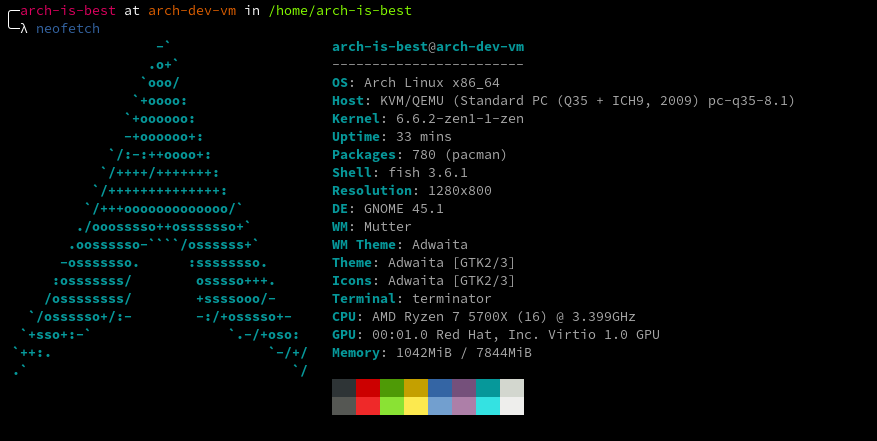 ╭─arch-is-best at arch-dev-vm in /home/arch-is-best
╰─λ neofetch
                  -`                     arch-is-best@arch-dev-vm
                 .o+`                    ------------------------
                `ooo/                    OS: Arch Linux x86_64
               `+oooo:                   Host: KVM/QEMU (Standard PC (Q35 + ICH9, 2009) pc-q35-8.1)
              `+oooooo:                  Kernel: 6.6.2-zen1-1-zen
              -+oooooo+:                 Uptime: 33 mins
            `/:-:++oooo+:                Packages: 780 (pacman)
           `/++++/+++++++:               Shell: fish 3.6.1
          `/++++++++++++++:              Resolution: 1280x800
         `/+++ooooooooooooo/`            DE: GNOME 45.1
        ./ooosssso++osssssso+`           WM: Mutter
       .oossssso-````/ossssss+`          WM Theme: Adwaita
      -osssssso.      :ssssssso.         Theme: Adwaita [GTK2/3]
     :osssssss/        osssso+++.        Icons: Adwaita [GTK2/3]
    /ossssssss/        +ssssooo/-        Terminal: terminator
  `/ossssso+/:-        -:/+osssso+-      CPU: AMD Ryzen 7 5700X (16) @ 3.399GHz
 `+sso+:-`                 `.-/+oso:     GPU: 00:01.0 Red Hat, Inc. Virtio 1.0 GPU
`++:.                           `-/+/    Memory: 1042MiB / 7844MiB
.`                                 `/